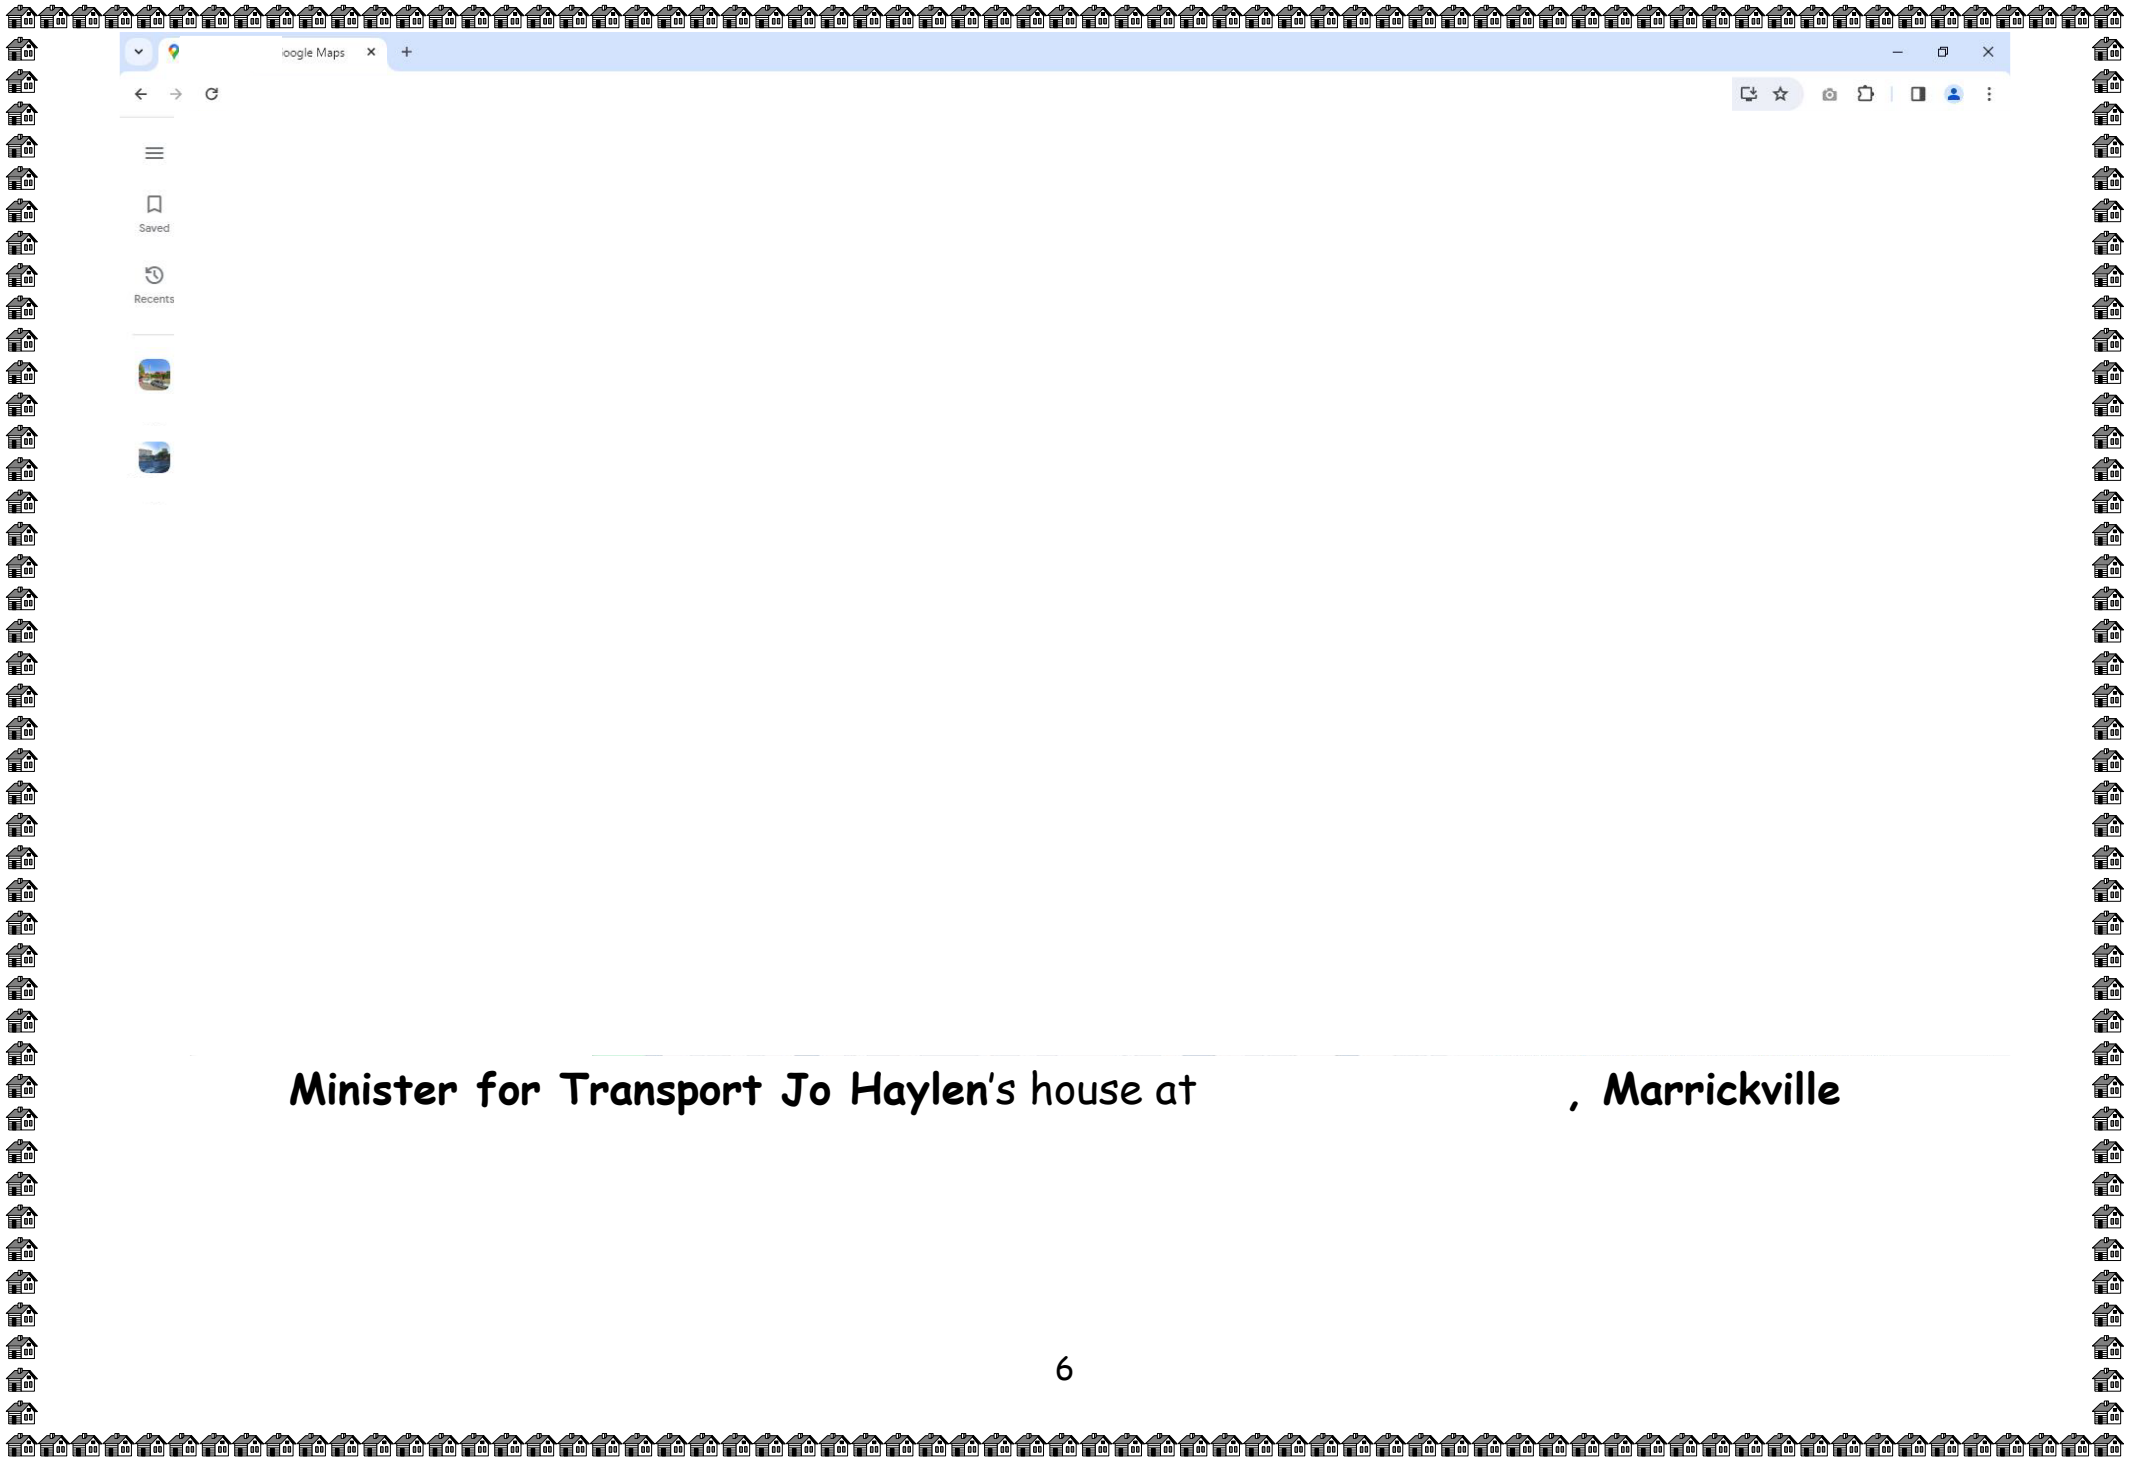 oogle Maps
Saved
Recents
Minister for Transport Jo Haylen's house at , Marrickville
6